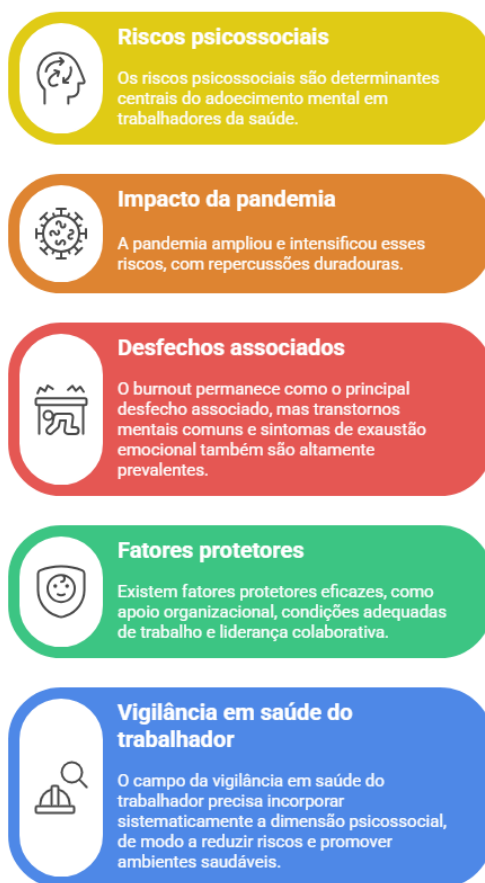 Riscos psicossociais
Os riscos psicossociais são determinantes
centrais do adoecimento mental em
trabalhadores da saúde.
Impacto da pandemia
A pandemia ampliou e intensificou esses
riscos, com repercussões duradouras.
Desfechos associados
O burnout permanece como o principal
desfecho associado, mas transtornos
mentais comuns e sintomas de exaustão
emocional também são altamente
prevalentes.
Fatores protetores
Existem fatores protetores eficazes, como
apoio organizacional, condições adequadas
de trabalho e liderança colaborativa.
Vigilância em saúde do
trabalhador
O campo da vigilância em saúde do
trabalhador precisa incorporar
sistematicamente a dimensão psicossocial,
de modo a reduzir riscos e promover
ambientes saudáveis.